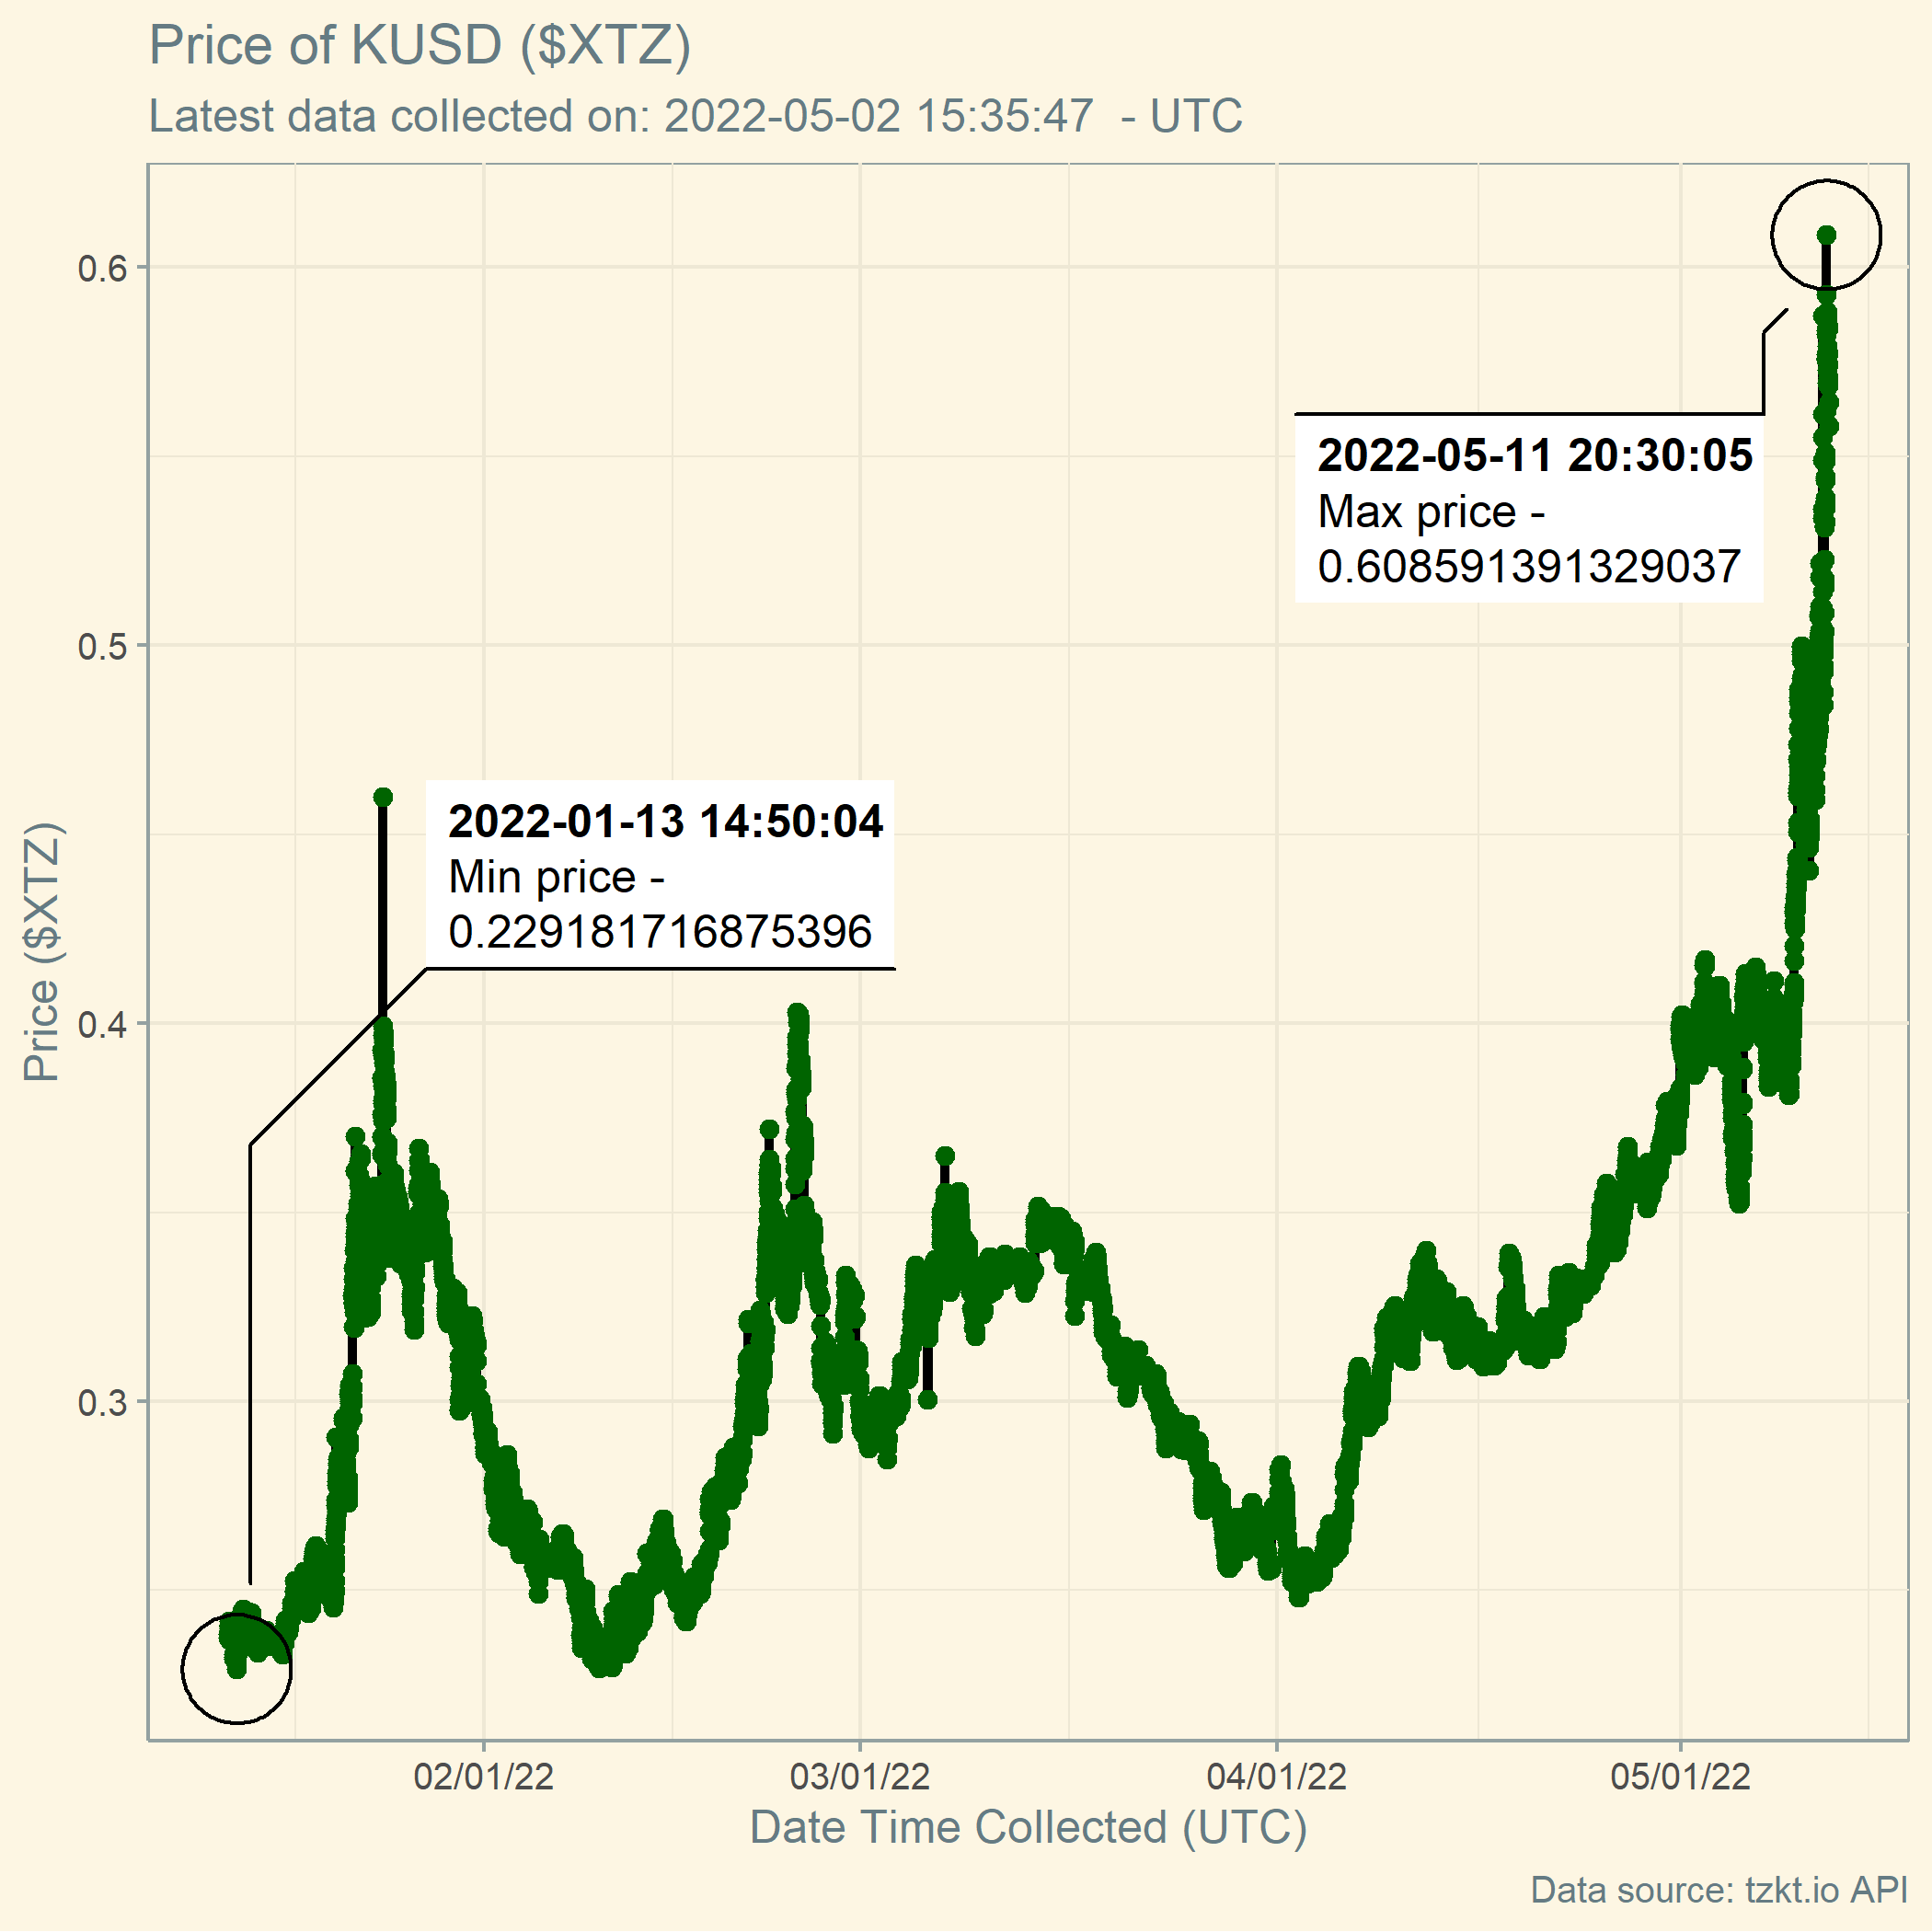 Price of KUSD ($XTZ)
Latest data collected on: 2022-05-02 15:35:47  - UTC
0.6
0.5
0.4
0.3
Price ($XTZ)
2022-05-11 20:30:05
Max price -
0.608591391329037
2022-01-13 14:50:04
Min price -
0.229181716875396
02/01/22
03/01/22
04/01/22
05/01/22
Date Time Collected (UTC)
Data source: tzkt.io API